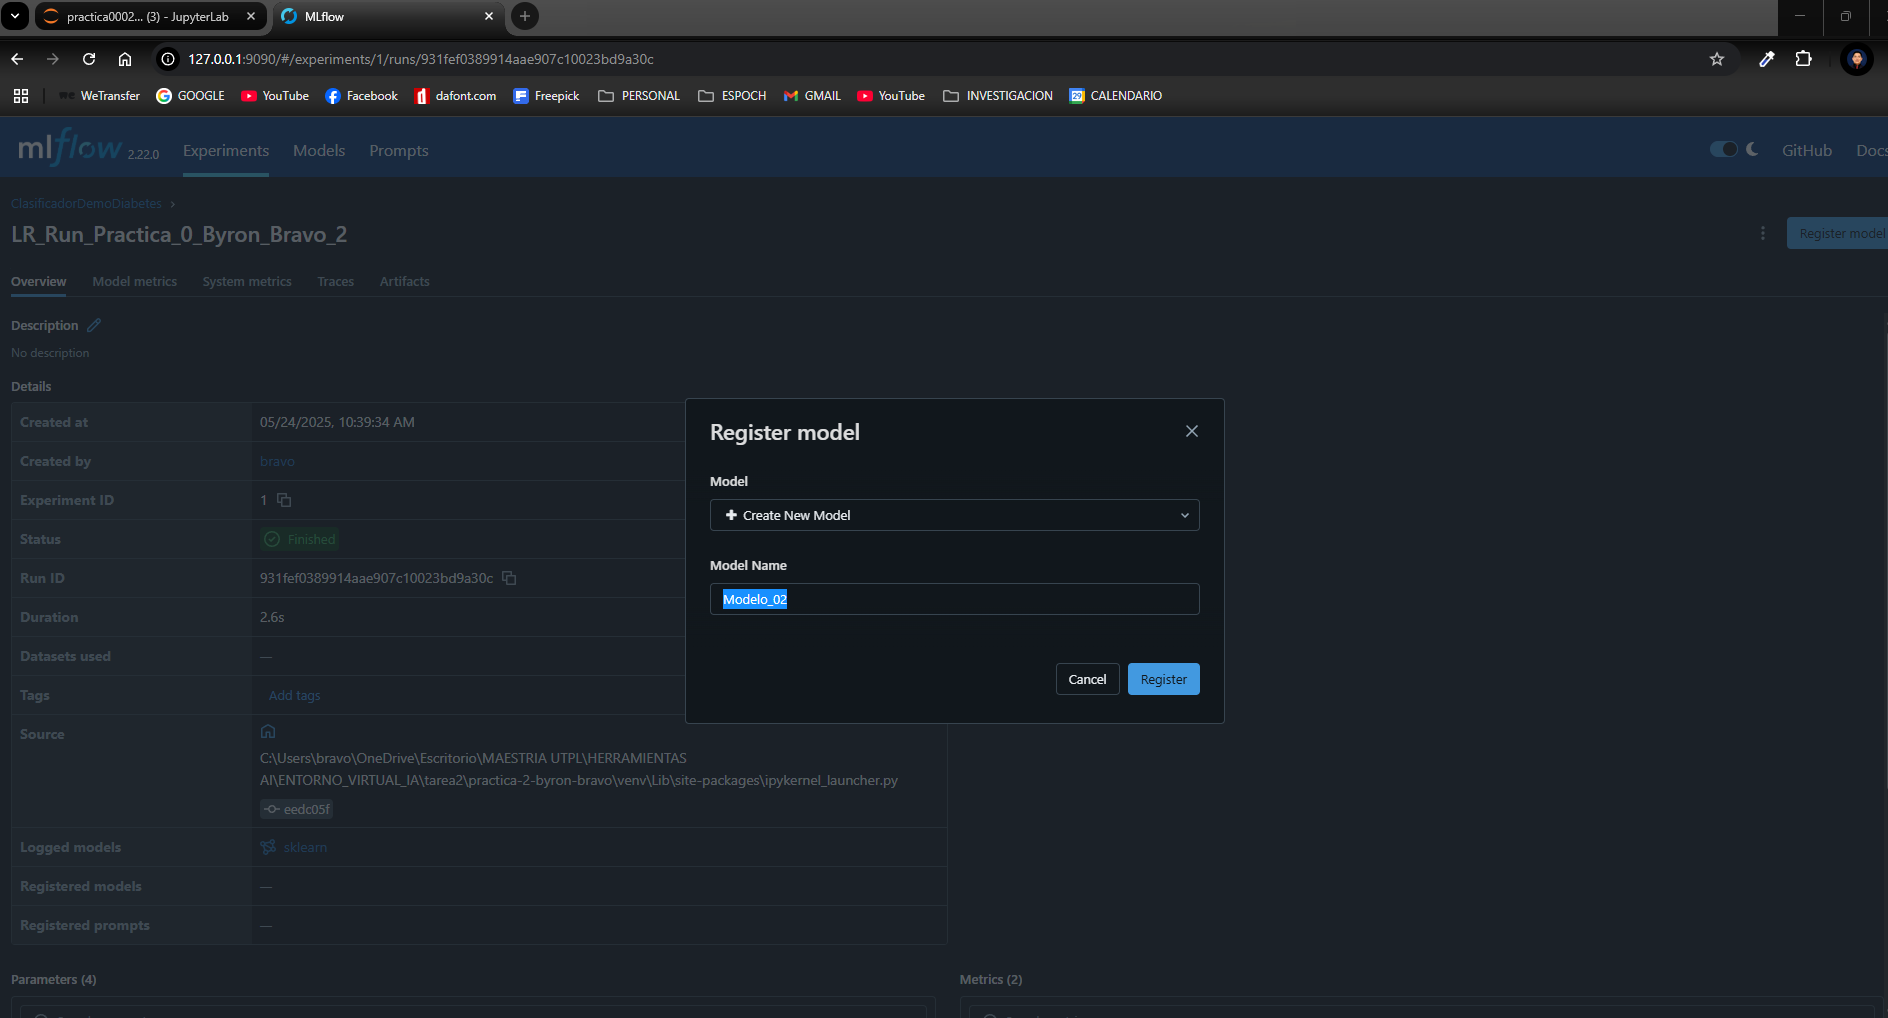 practica0002... (3) - JupyterLab
MLflow
127.0.0.1:9090/#/experiments/1/runs/931fef0389914aae907c10023bd9a30c
WeTransfer GOOGLE YouTube Facebook dafont.com Freepick PERSONAL ESPOCH GMAIL YouTube INVESTIGACION CALENDARIO
mlflow 2.22.0 Experiments Models Prompts GitHub Docs
ClasificadorDemoDiabetes
LR_Run_Practica_0_Byron_Bravo_2
Register model
Overview Model metrics System metrics Traces Artifacts
Description
No description
Details
Created at 05/24/2025, 10:39:34 AM
Created by bravo
Experiment ID 1
Status Finished
Run ID 931fef0389914aae907c10023bd9a30c
Duration 2.6s
Datasets used —
Tags Add tags
Source
C:\Users\bravo\OneDrive\Escritorio\MAESTRIA UTPL\HERRAMIENTAS
AI\ENTORNO_VIRTUAL_IA\tarea2\practica-2-byron-bravo\venv\Lib\site-packages\ipykernel_launcher.py
eedc05f
Logged models sklearn
Registered models —
Registered prompts —
Parameters (4)
Metrics (2)
Register model
Model
Create New Model
Model Name
Modelo_02
Cancel Register